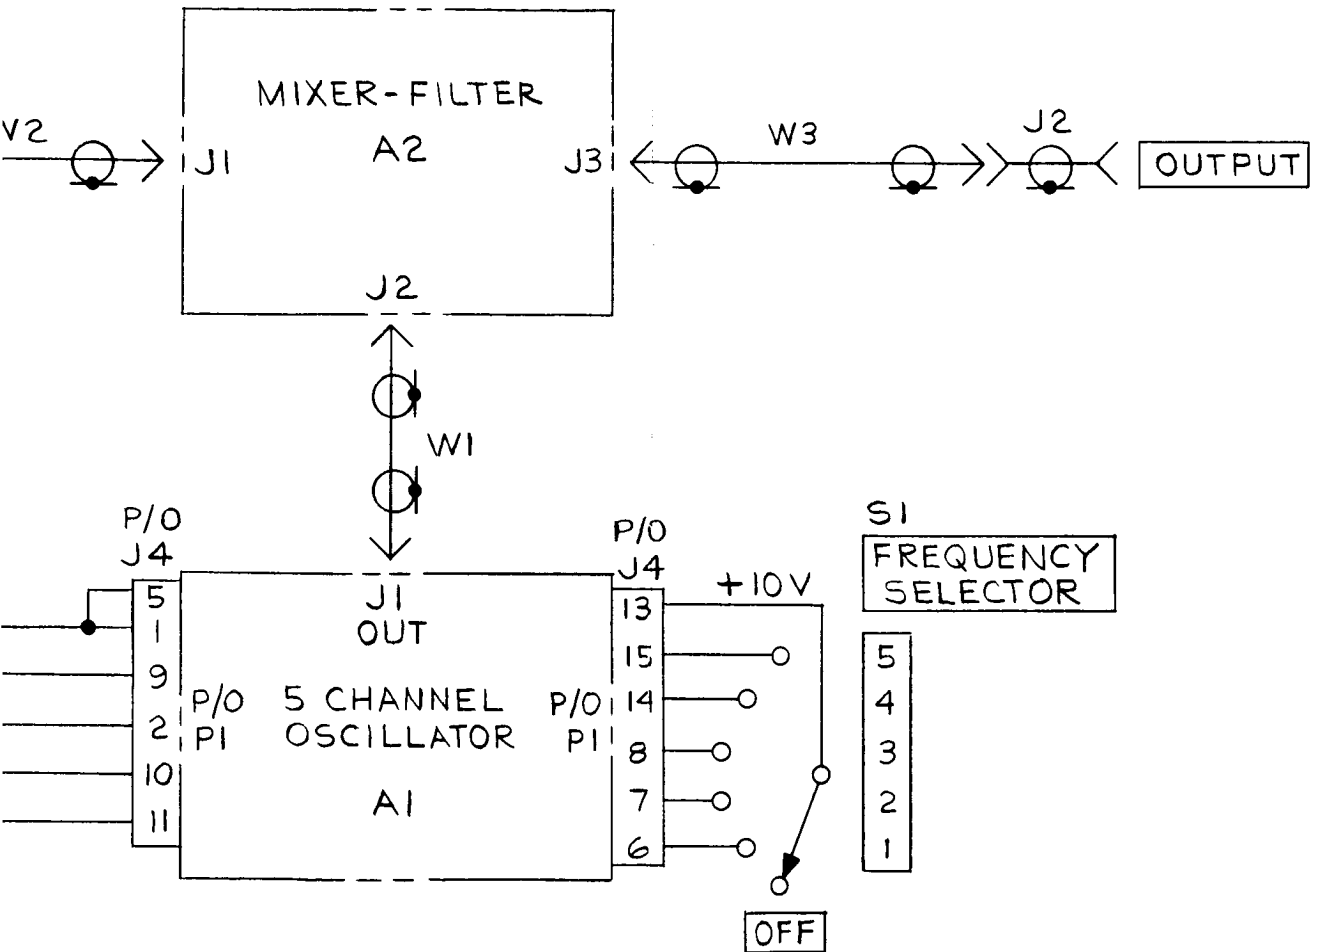 MIXER-FILTER
A2
V2
J1
J3
W3
J2
OUTPUT
J2
W1
P/O
J4
5
1
9
2
10
11
P/O
P1
J1
OUT
5 CHANNEL
OSCILLATOR
A1
P/O
P1
P/O
J4
13
15
14
8
7
6
+10V
S1
FREQUENCY
SELECTOR
5
4
3
2
1
OFF